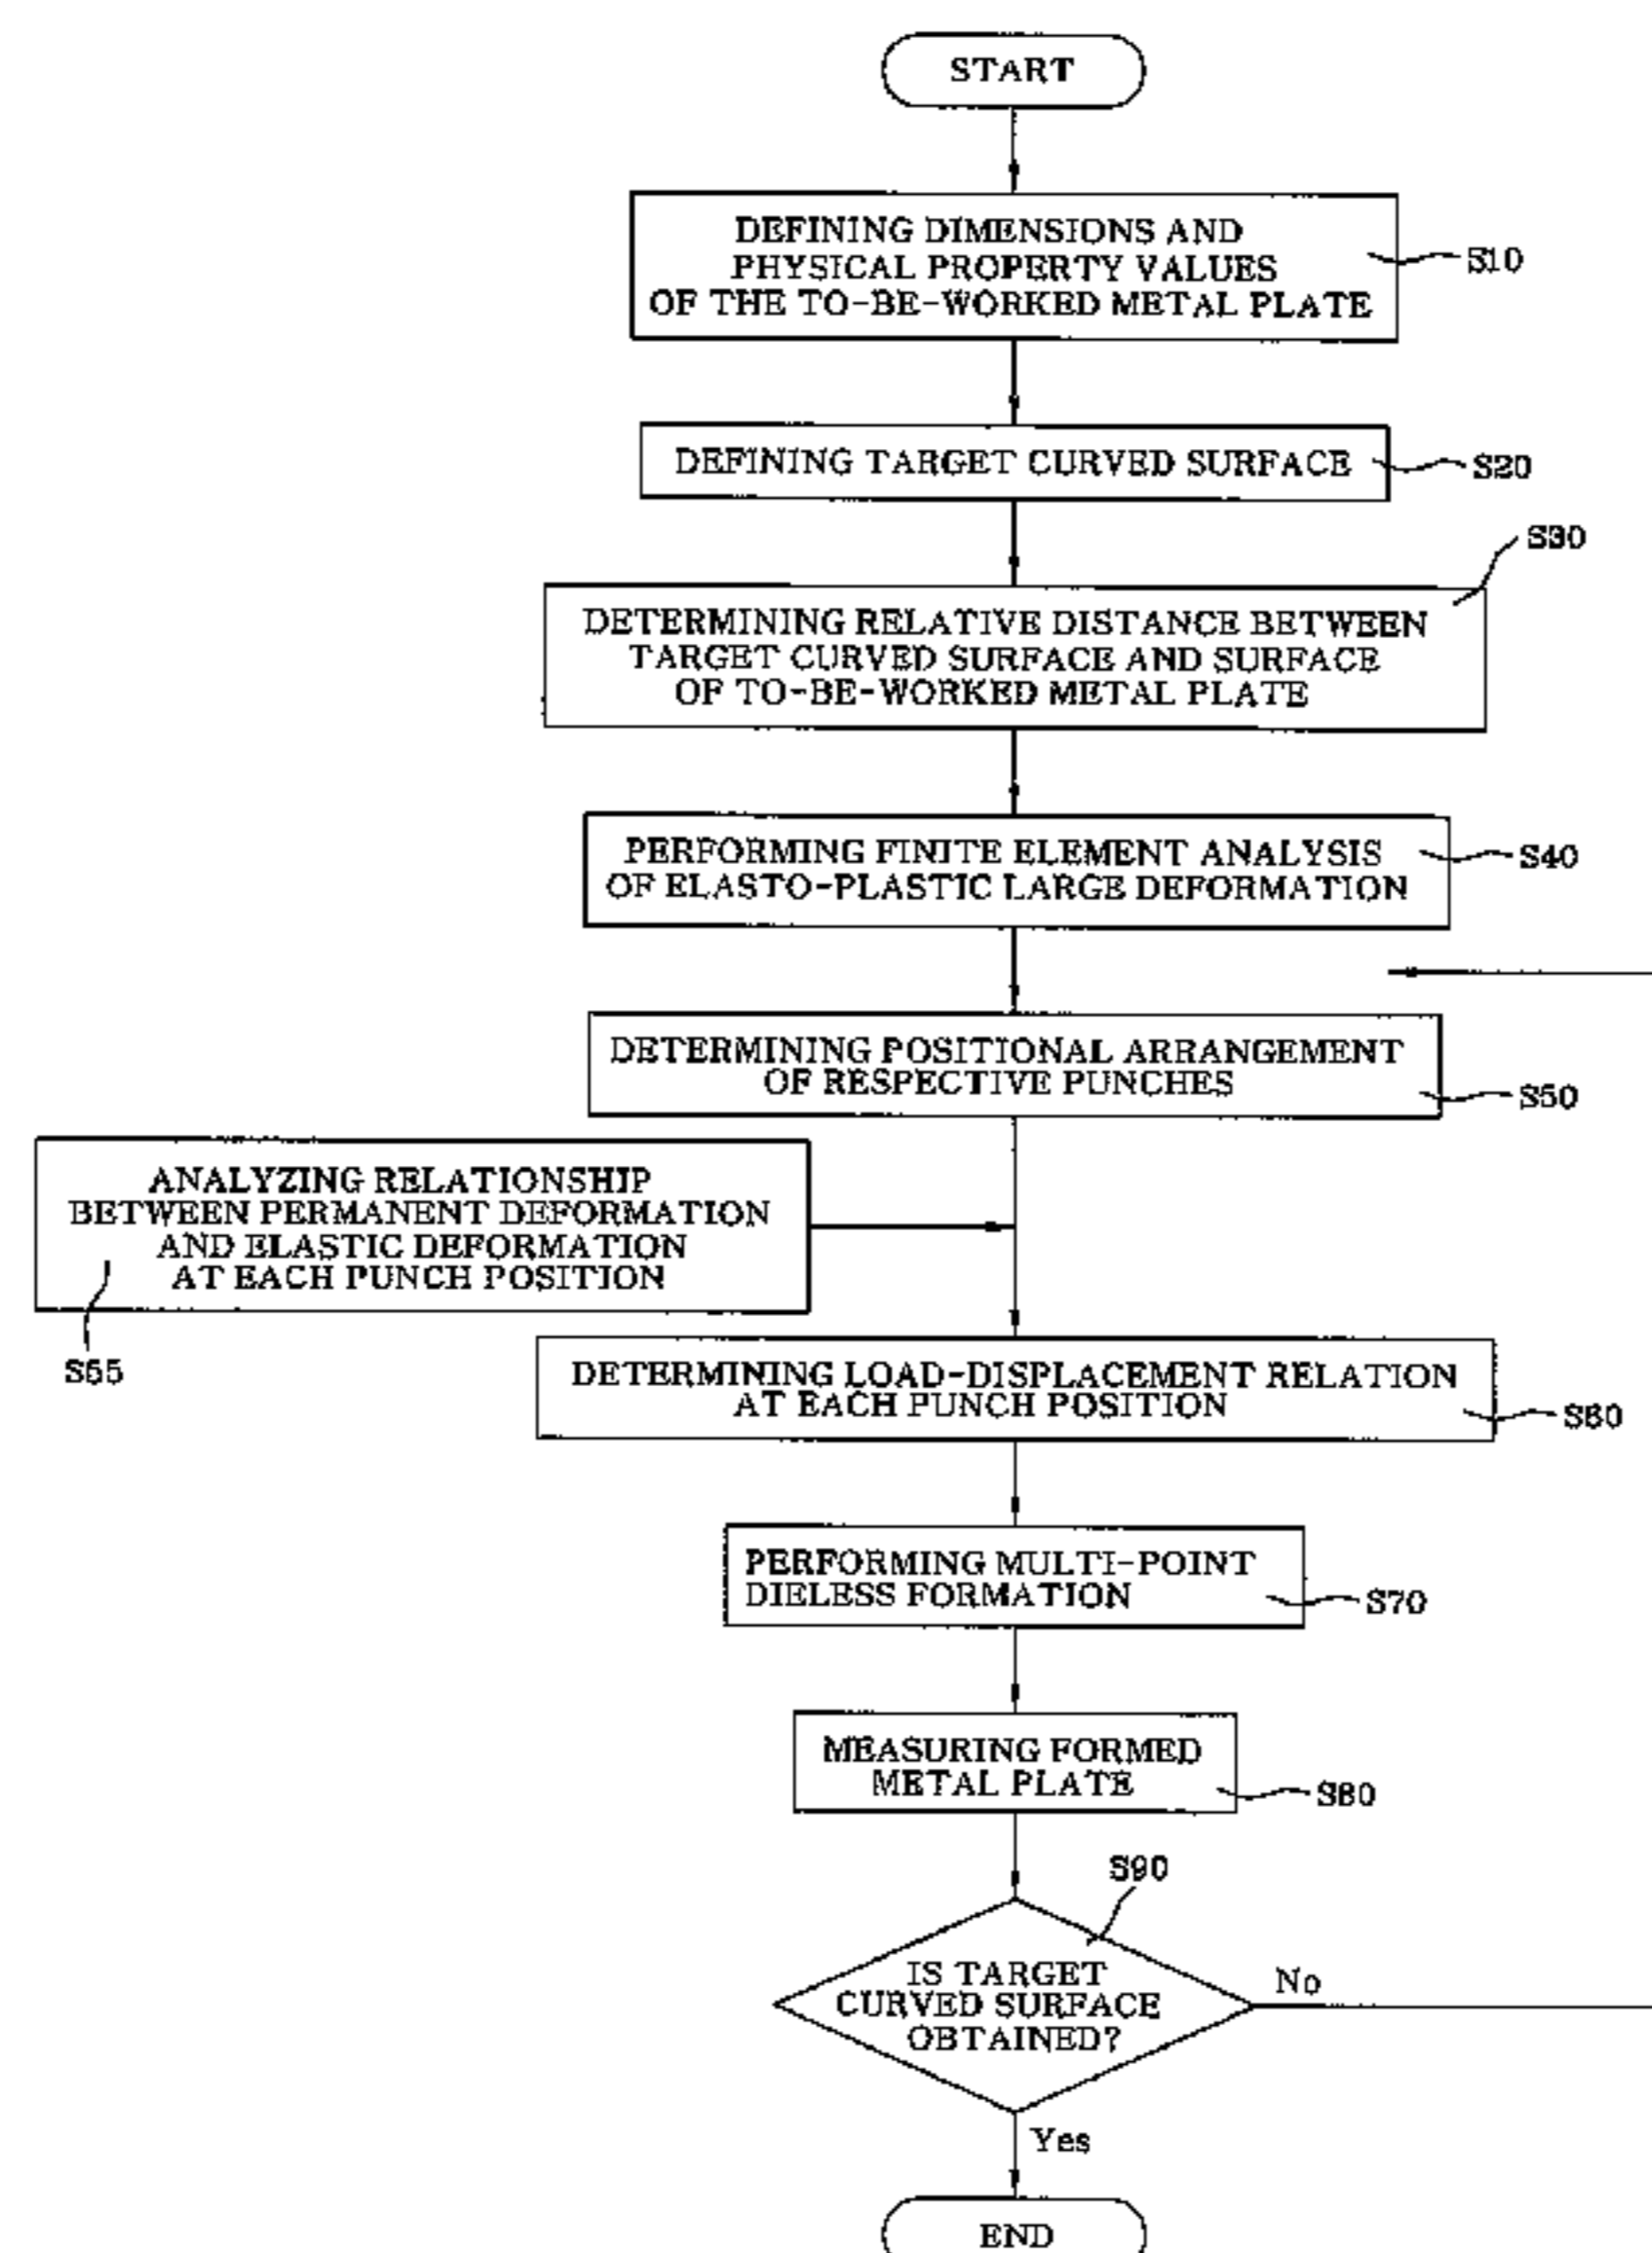 START
DEFINING DIMENSIONS AND
PHYSICAL PROPERTY VALUES
OF THE TO-BE-WORKED METAL PLATE
S10
DEFINING TARGET CURVED SURFACE
S20
S30
DETERMINING RELATIVE DISTANCE BETWEEN
TARGET CURVED SURFACE AND SURFACE
OF TO-BE-WORKED METAL PLATE
PERFORMING FINITE ELEMENT ANALYSIS
OF ELASTO-PLASTIC LARGE DEFORMATION
S40
DETERMINING POSITIONAL ARRANGEMENT
OF RESPECTIVE PUNCHES
S50
ANALYZING RELATIONSHIP
BETWEEN PERMANENT DEFORMATION
AND ELASTIC DEFORMATION
AT EACH PUNCH POSITION
S55
DETERMINING LOAD-DISPLACEMENT RELATION
AT EACH PUNCH POSITION
S60
PERFORMING MULTI-POINT
DIELESS FORMATION
S70
MEASURING FORMED
METAL PLATE
S80
S90
IS TARGET
CURVED SURFACE
OBTAINED?
No
Yes
END